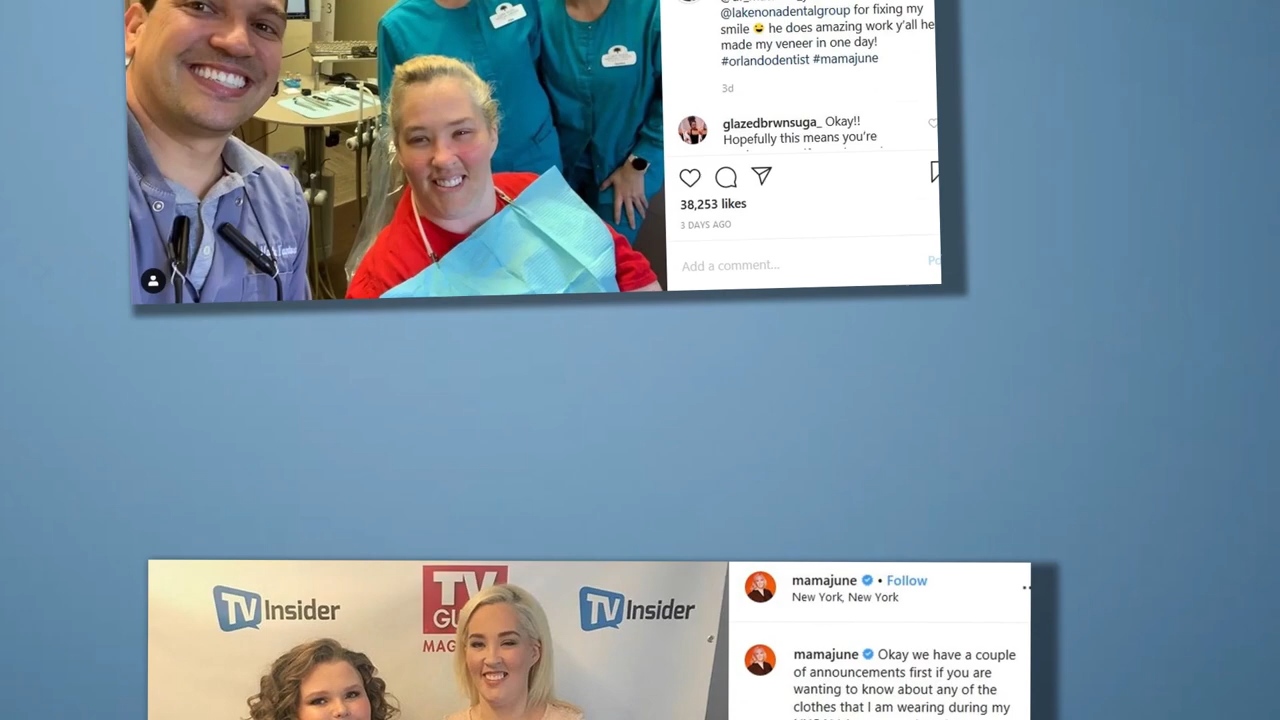 @lakenonadentalgroup for fixing my
smile 😂 he does amazing work y'all he
made my veneer in one day!
#orlandodentist #mamajune
3d
glazedbrwnsuga_ Okay!!
Hopefully this means you're
38,253 likes
3 DAYS AGO
Add a comment...
Po
TV Insider
TV
GU
MAG
TV Insider
mamajune • Follow
New York, New York
mamajune Okay we have a couple
of announcements first if you are
wanting to know about any of the
clothes that I am wearing during my